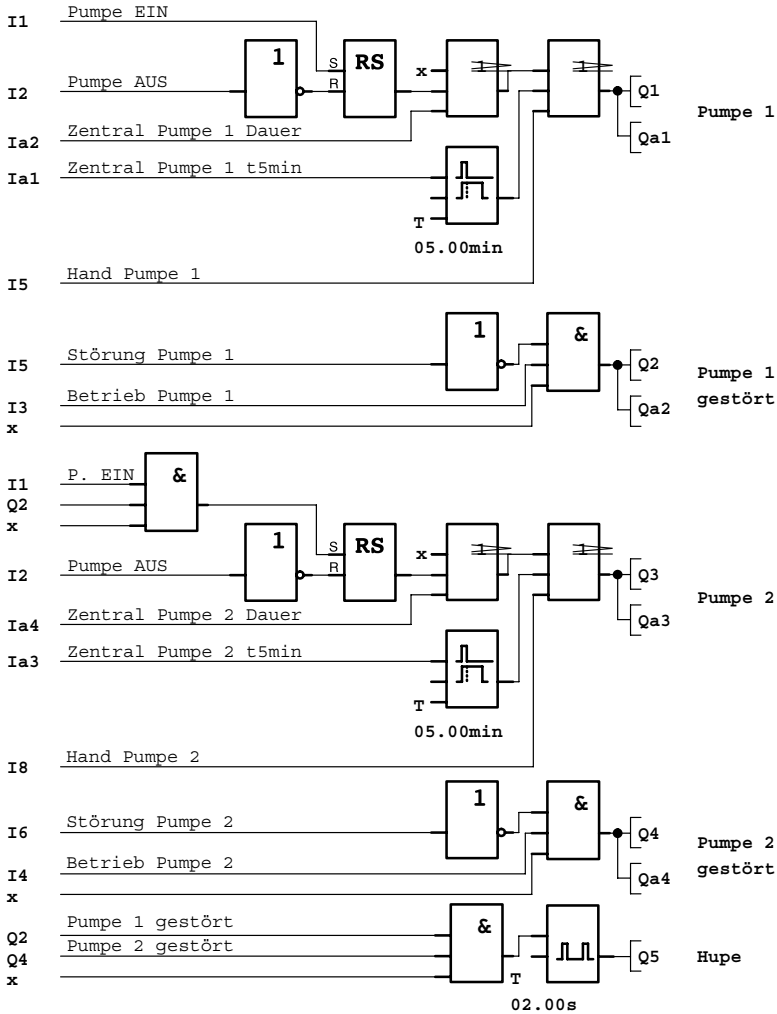 I1 Pumpe EIN
1 S RS x ≥1 ≥1
I2 Pumpe AUS R Q1
Pumpe 1
Ia2 Zentral Pumpe 1 Dauer Qa1
Ia1 Zentral Pumpe 1 t5min
T
05.00min
I5 Hand Pumpe 1
1 &
I5 Störung Pumpe 1 Q2 Pumpe 1
I3 Betrieb Pumpe 1 Qa2 gestört
x
I1 P. EIN &
Q2
x 1 S RS x ≥1 ≥1
I2 Pumpe AUS R Q3
Pumpe 2
Ia4 Zentral Pumpe 2 Dauer Qa3
Ia3 Zentral Pumpe 2 t5min
T
05.00min
I8 Hand Pumpe 2
1 &
I6 Störung Pumpe 2 Q4 Pumpe 2
I4 Betrieb Pumpe 2 Qa4 gestört
x
Q2 Pumpe 1 gestört &
Q4 Pumpe 2 gestört Q5 Hupe
x T
02.00s